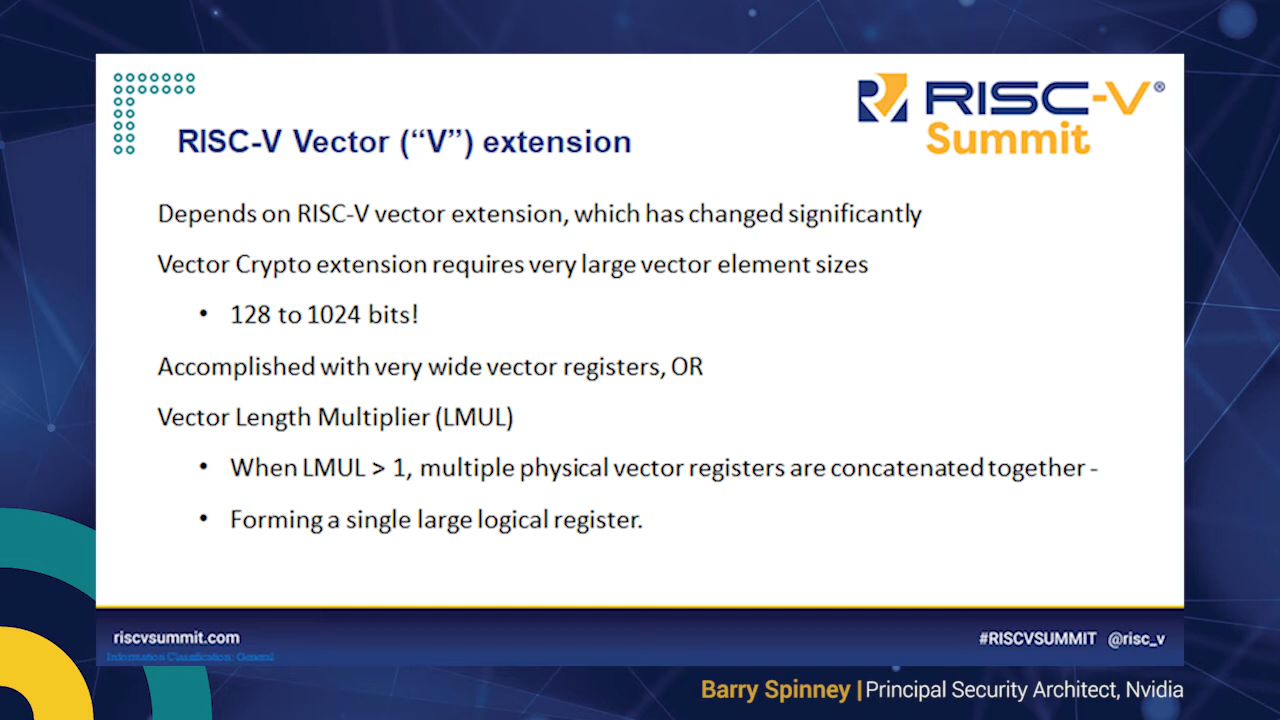 RISC-V®
Summit
RISC-V Vector (“V”) extension
Depends on RISC-V vector extension, which has changed significantly
Vector Crypto extension requires very large vector element sizes
• 128 to 1024 bits!
Accomplished with very wide vector registers, OR
Vector Length Multiplier (LMUL)
• When LMUL > 1, multiple physical vector registers are concatenated together -
• Forming a single large logical register.
riscvsummit.com
#RISCVSUMMIT @risc_v
Information Classification: General
Barry Spinney | Principal Security Architect, Nvidia